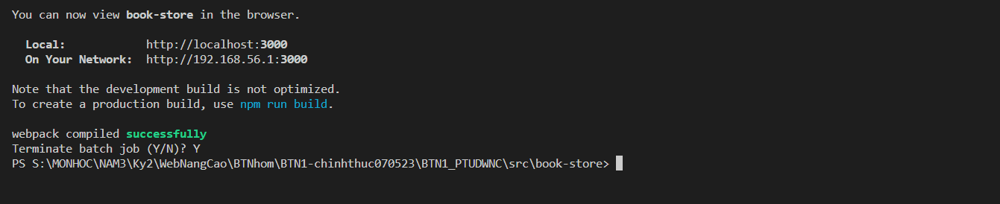 You can now view book-store in the browser.
Local: http://localhost:3000
On Your Network: http://192.168.56.1:3000
Note that the development build is not optimized.
To create a production build, use npm run build.
webpack compiled successfully
Terminate batch job (Y/N)? Y
PS S:\MONHOC\NAM3\Ky2\WebNangCao\BTNhom\BTN1-chinhthuc070523\BTN1_PTUDWNC\src\book-store>